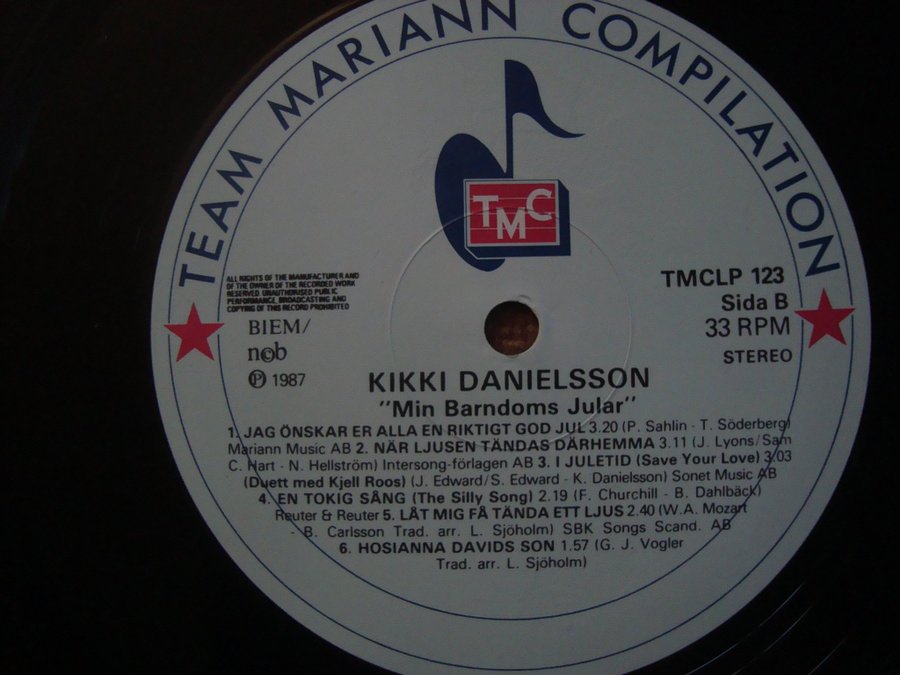 TEAM MARIANN COMPILATION
TMC
ALL RIGHTS OF THE MANUFACTURER AND
OF THE OWNER OF THE RECORDED WORK
RESERVED. UNAUTHORISED PUBLIC
PERFORMANCE, BROADCASTING AND
COPYING OF THIS RECORD PROHIBITED
BIEM/
n©b
Ⓟ 1987
TMCLP 123
Sida B
33 RPM
STEREO
KIKKI DANIELSSON
"Min Barndoms Jular"
1. JAG ÖNSKAR ER ALLA EN RIKTIGT GOD JUL 3.20 (P. Sahlin - T. Söderberg)
Mariann Music AB 2. NÄR LJUSEN TÄNDAS DÄRHEMMA 3.11 (J. Lyons/Sam
C. Hart - N. Hellström) Intersong-förlagen AB 3. I JULETID (Save Your Love) 3.03
(Duett med Kjell Roos) (J. Edward/S. Edward - K. Danielsson) Sonet Music AB
4. EN TOKIG SÅNG (The Silly Song) 2.19 (F. Churchill - B. Dahlbäck)
Reuter & Reuter 5. LÅT MIG FÅ TÄNDA ETT LJUS 2.40 (W.A. Mozart
- B. Carlsson Trad. arr. L. Sjöholm) SBK Songs Scand. AB
6. HOSIANNA DAVIDS SON 1.57 (G. J. Vogler
Trad. arr. L. Sjöholm)